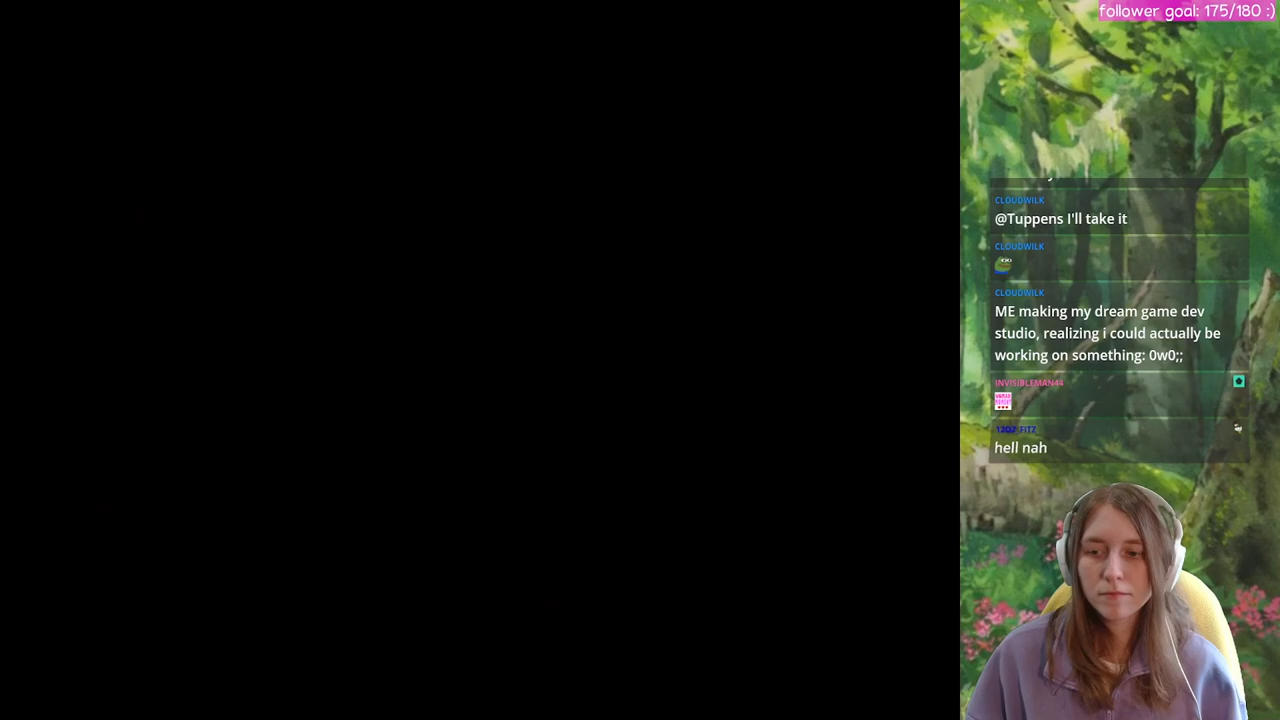 follower goal: 175/180 :)
CLOUDWILK
@Tuppens I'll take it
CLOUDWILK
CLOUDWILK
ME making my dream game dev
studio, realizing i could actually be
working on something: 0w0;;
INVISIBLEMAN44
FITZ
hell nah